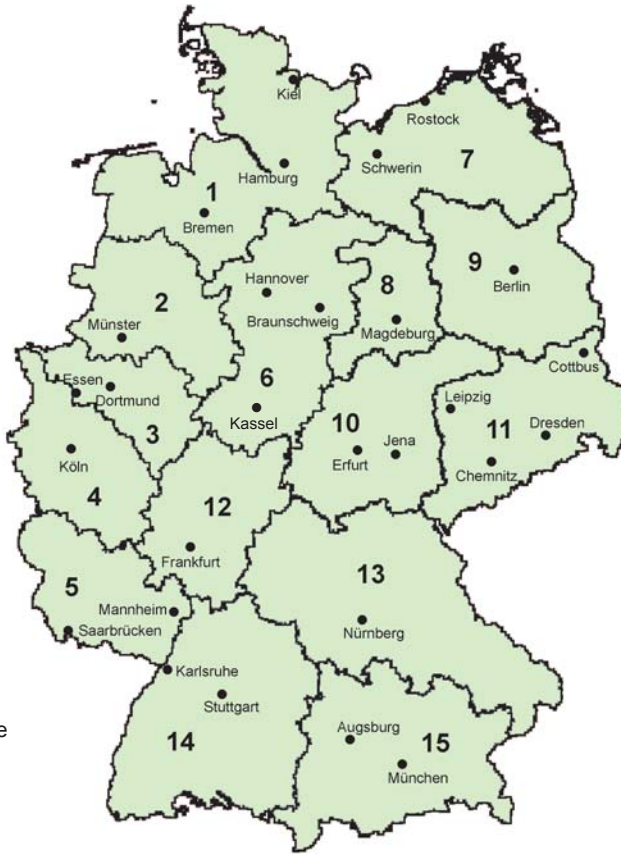 Kiel
Rostock
Schwerin
7
Hamburg
1
Bremen
9
Berlin
Hannover
8
2
Braunschweig
Magdeburg
Münster
Cottbus
6
Essen
Dortmund
Leipzig
Kassel
10
Jena
Dresden
3
11
Köln
Erfurt
Chemnitz
4
12
Frankfurt
5
13
Mannheim
Nürnberg
Saarbrücken
Karlsruhe
Stuttgart
e
14
Augsburg
15
München